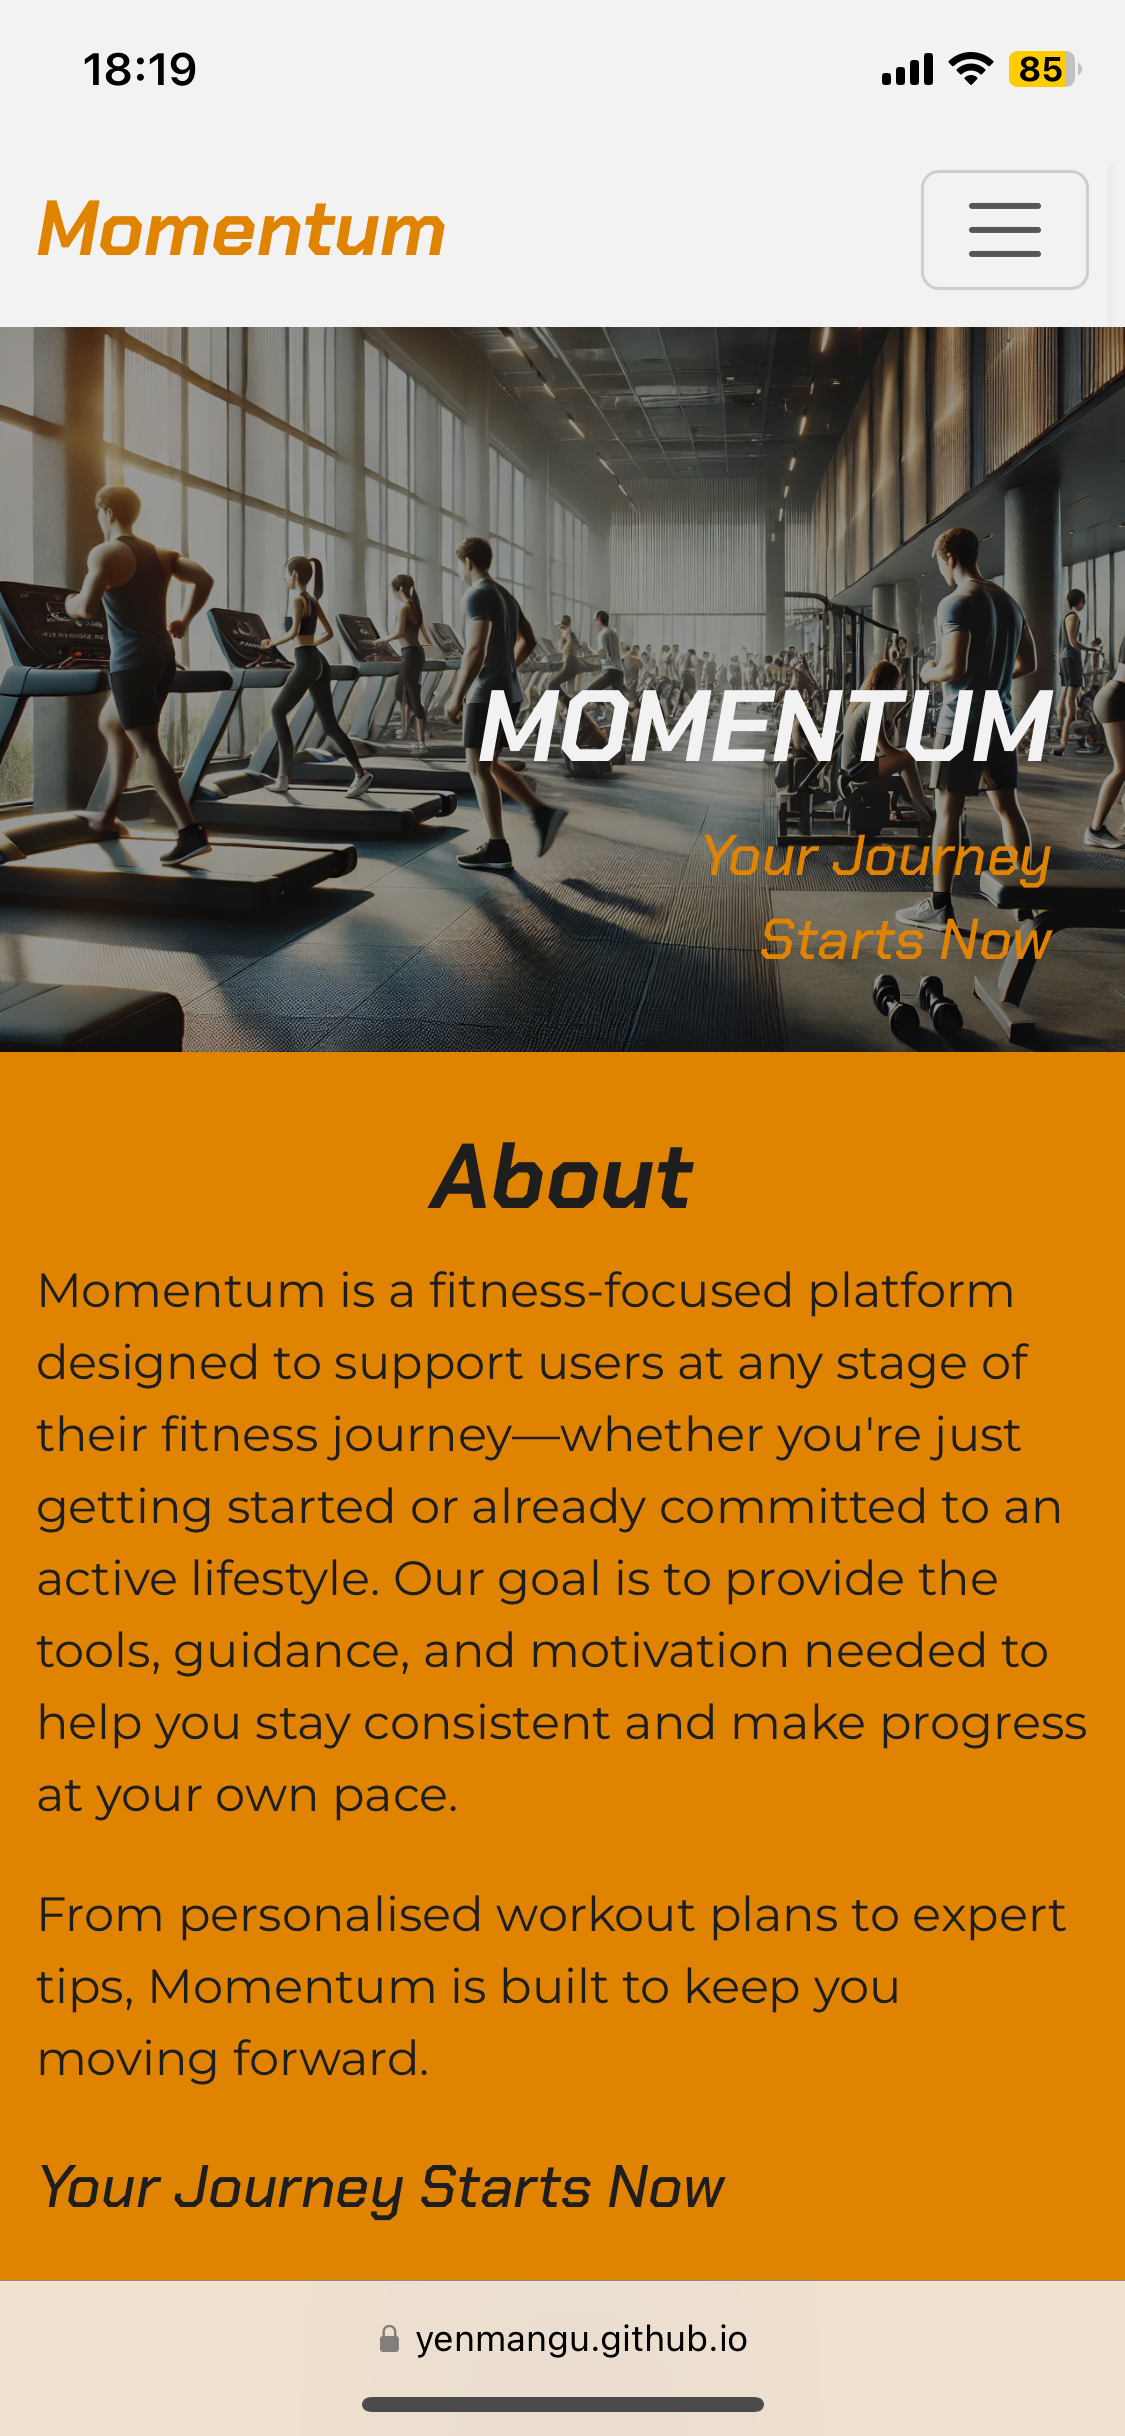 18:19
85
Momentum
MOMENTUM
Your Journey
Starts Now
About
Momentum is a fitness-focused platform
designed to support users at any stage of
their fitness journey—whether you're just
getting started or already committed to an
active lifestyle. Our goal is to provide the
tools, guidance, and motivation needed to
help you stay consistent and make progress
at your own pace.
From personalised workout plans to expert
tips, Momentum is built to keep you
moving forward.
Your Journey Starts Now
yenmangu.github.io